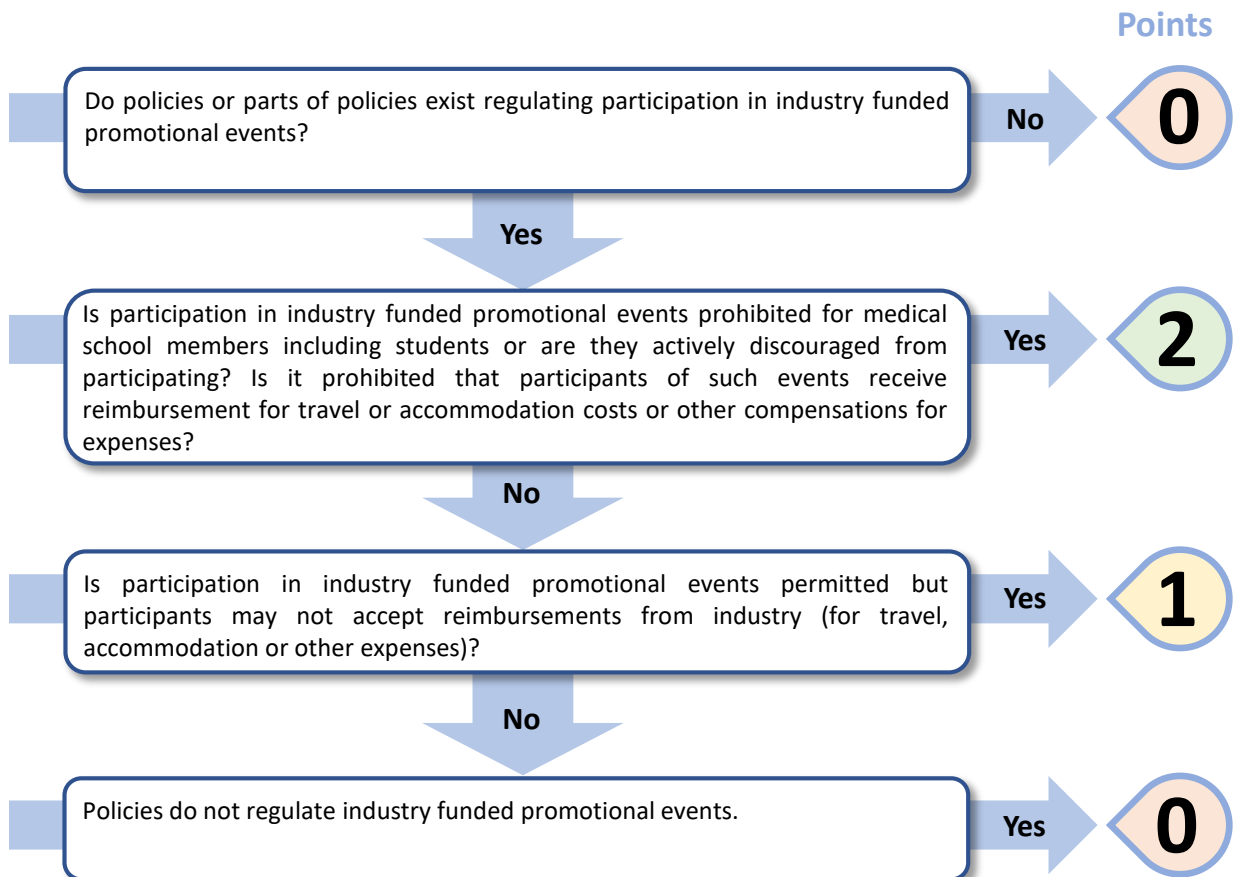 Points
Do policies or parts of policies exist regulating participation in industry funded
promotional events?
No
0
Yes
Is participation in industry funded promotional events prohibited for medical
school members including students or are they actively discouraged from
participating? Is it prohibited that participants of such events receive
reimbursement for travel or accommodation costs or other compensations for
expenses?
Yes
2
No
Is participation in industry funded promotional events permitted but
participants may not accept reimbursements from industry (for travel,
accommodation or other expenses)?
Yes
1
No
Policies do not regulate industry funded promotional events.
Yes
0